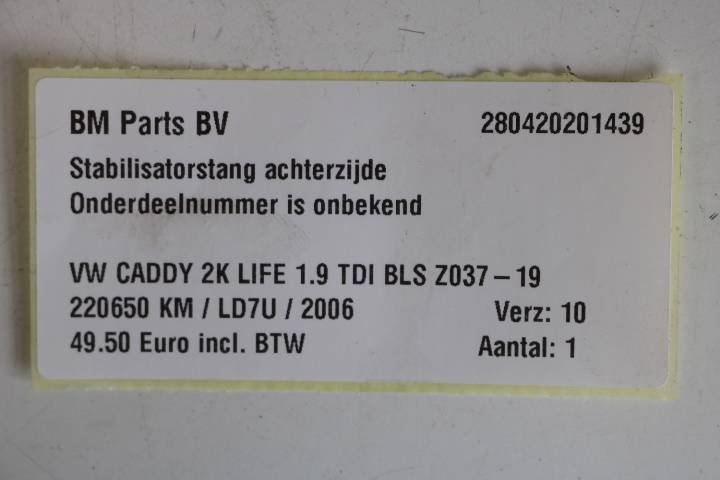 BM Parts BV 280420201439
Stabilisatorstang achterzijde
Onderdeelnummer is onbekend
VW CADDY 2K LIFE 1.9 TDI BLS Z037 – 19
220650 KM / LD7U / 2006 Verz: 10
49.50 Euro incl. BTW Aantal: 1